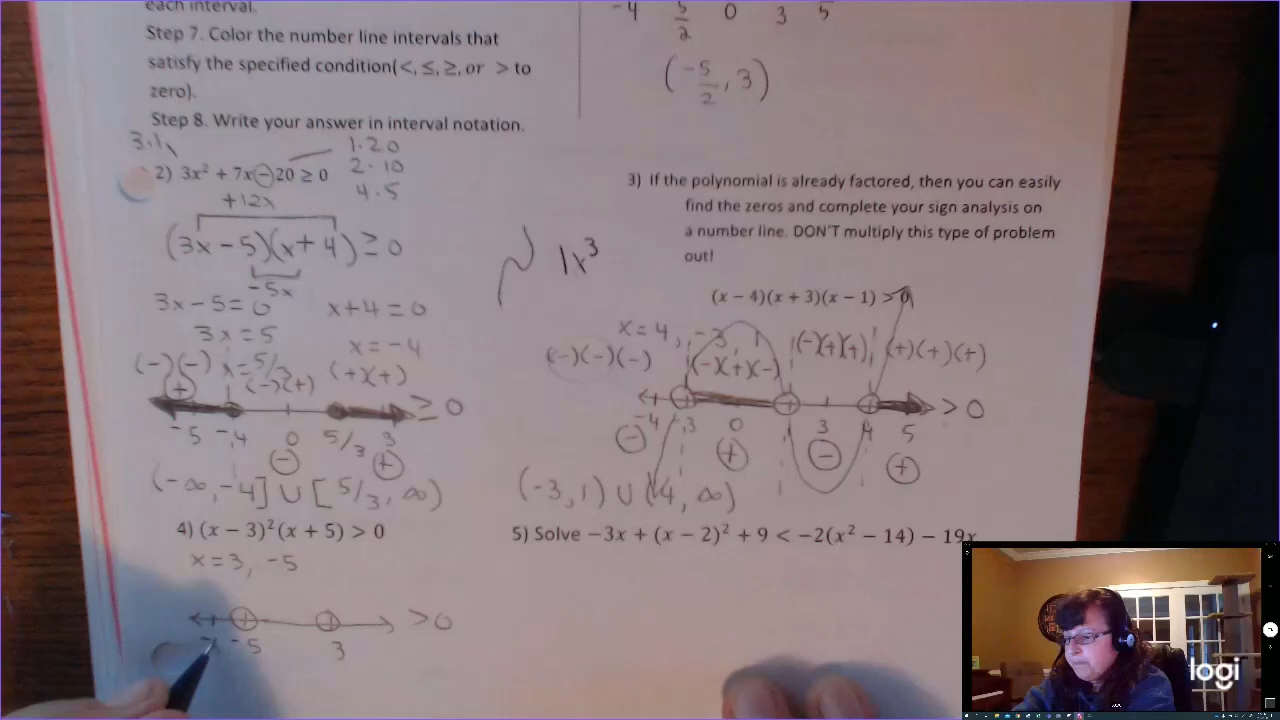 each interval.
Step 7. Color the number line intervals that
satisfy the specified condition(<, ≤, ≥, or > to
zero).
Step 8. Write your answer in interval notation.
3·1
1·20
2·10
4·5
2) 3x² + 7x − 20 ≥ 0
+12x
(3x − 5)(x + 4) ≥ 0
−5x
3x − 5 = 0 x + 4 = 0
3x = 5
x = 5/3 x = −4
(−)(−) (−)(+) (+)(+)
+
≥ 0
−5 −4 0 5/3 3
− +
(−∞, −4] ∪ [5/3, ∞)
4) (x − 3)²(x + 5) > 0
x = 3, −5
> 0
−5 3
−4 5/2 0 3 5
(−5/2, 3)
1x³
3) If the polynomial is already factored, then you can easily
find the zeros and complete your sign analysis on
a number line. DON'T multiply this type of problem
out!
(x − 4)(x + 3)(x − 1) > 0
x = 4, −3, 1
(−)(−)(−) (−)(+)(−) (−)(+)(+) (+)(+)(+)
> 0
−4 −3 0 3 4 5
− + − +
(−3, 1) ∪ (4, ∞)
5) Solve −3x + (x − 2)² + 9 < −2(x² − 14) − 19x
logi